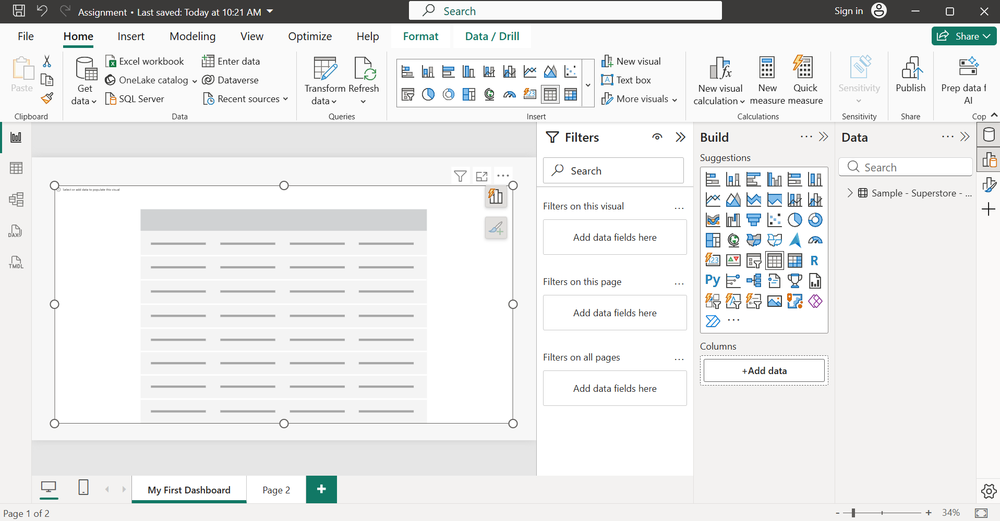 Assignment • Last saved: Today at 10:21 AM
Search
Sign in
File
Home
Insert
Modeling
View
Optimize
Help
Format
Data / Drill
Share
Paste
Clipboard
Get data
Excel workbook
OneLake catalog
SQL Server
Enter data
Dataverse
Recent sources
Data
Transform data
Refresh
Queries
123
New visual
Text box
More visuals
Insert
fx
New visual calculation
New measure
Quick measure
Calculations
Sensitivity
Sensitivity
Publish
Share
Prep data f
AI
Cop
DAX
TMDL
Select or add data to populate this visual
Filters
Search
Filters on this visual
...
Add data fields here
Filters on this page
...
Add data fields here
Filters on all pages
...
Add data fields here
Build
...
Suggestions
123
R
Py
...
Columns
+Add data
Data
...
Search
Sample - Superstore - ...
My First Dashboard
Page 2
+
Page 1 of 2
- + 34%